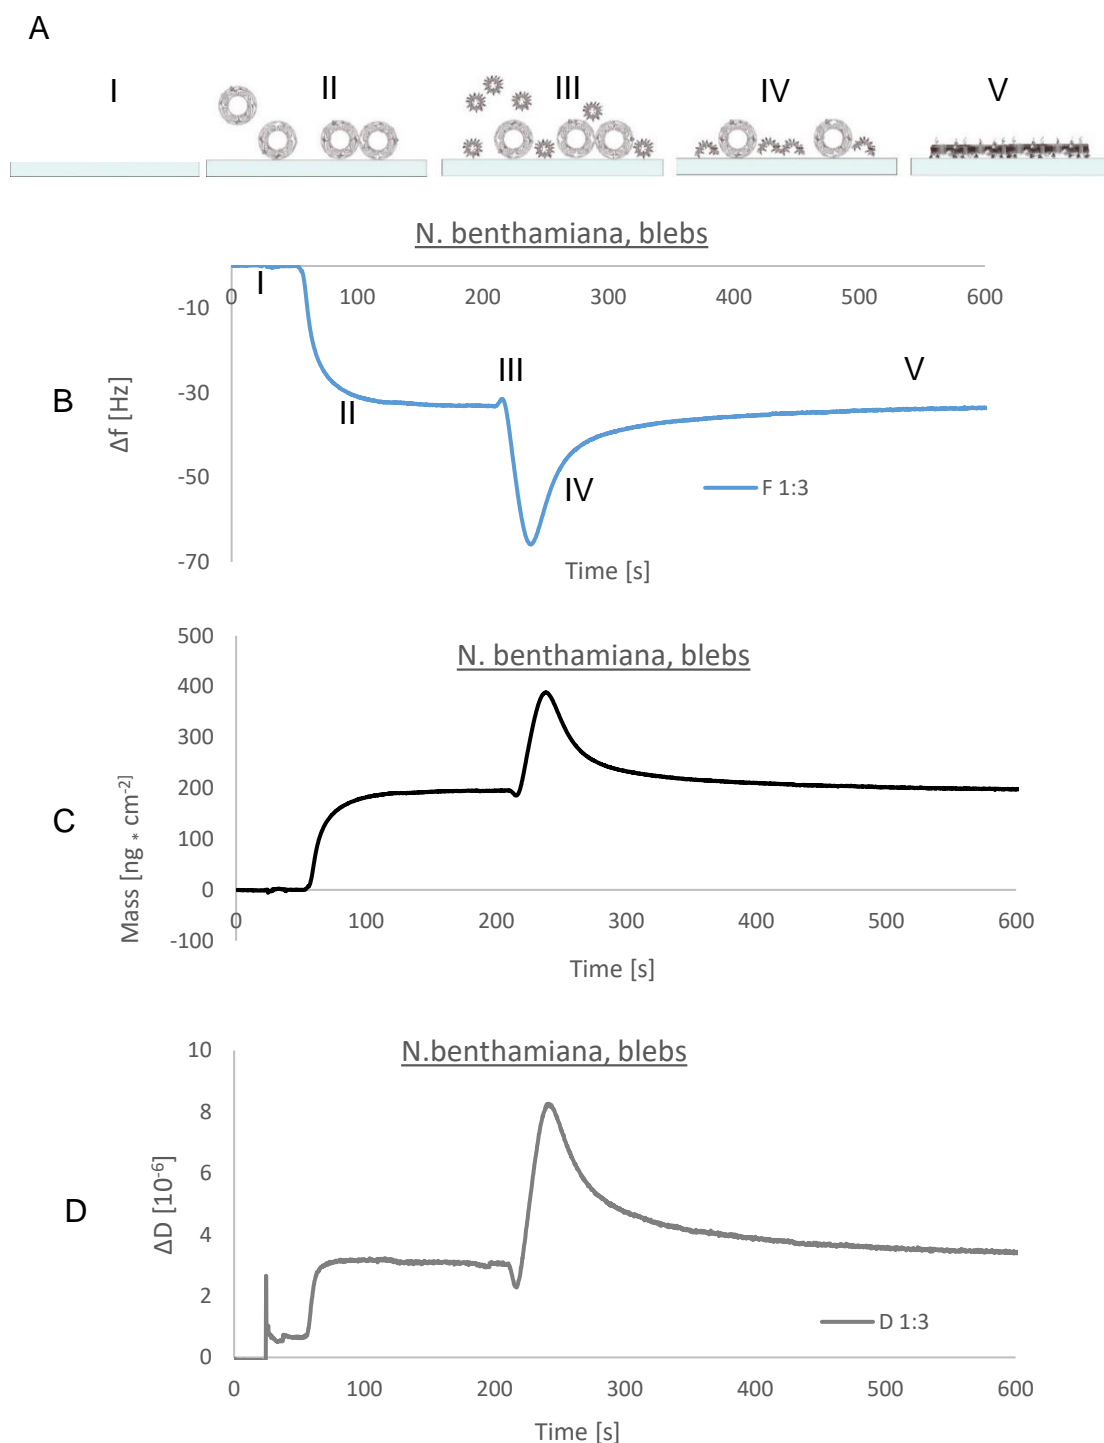 A
I II III IV V
N. benthamiana, blebs
B
Δf [Hz]
0 100 200 300 400 500 600
-10
-30
-50
-70
I
II
III
IV
V
F 1:3
Time [s]
N. benthamiana, blebs
C
Mass [ng * cm-2]
500
400
300
200
100
0
-100
0 100 200 300 400 500 600
Time [s]
N.benthamiana, blebs
D
ΔD [10-6]
10
8
6
4
2
0
D 1:3
0 100 200 300 400 500 600
Time [s]